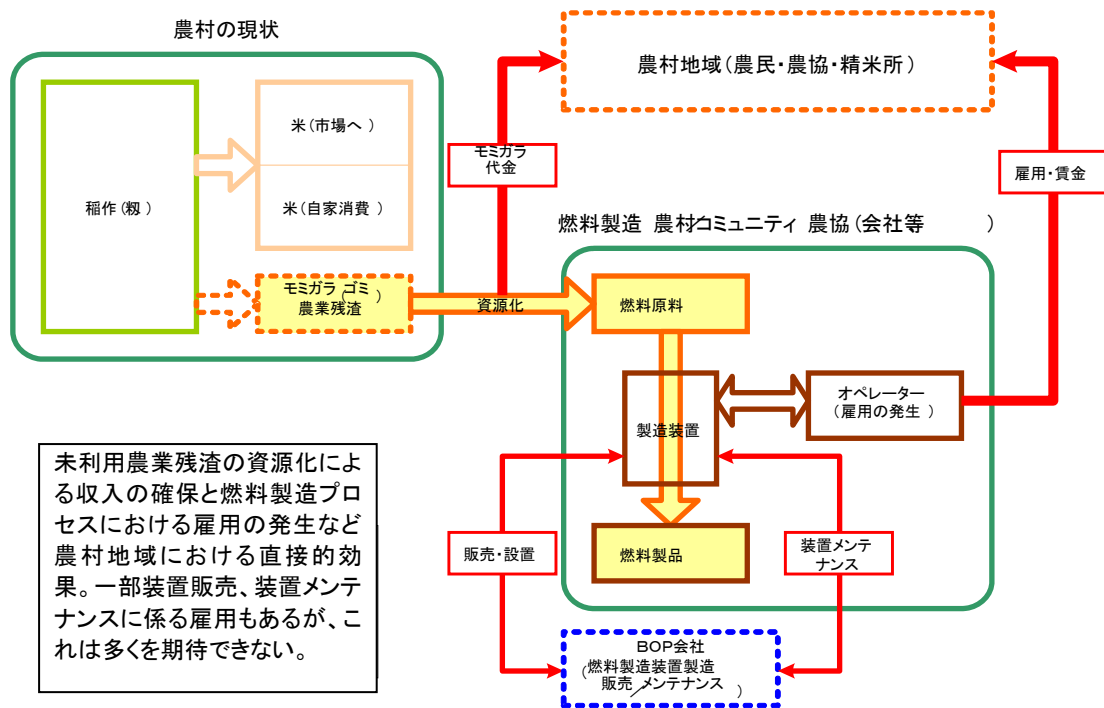 農村の現状
農村地域(農民・農協・精米所)
米(市場へ)
稲作(籾)
米(自家消費)
モミガラ
代金
雇用・賃金
燃料製造 農村/コミュニティ 農協(会社等 )
モミガラ(ゴミ)
農業残渣
資源化
燃料原料
オペレーター
(雇用の発生)
製造装置
未利用農業残渣の資源化によ
る収入の確保と燃料製造プロ
セスにおける雇用の発生など
農村地域における直接的効
果。一部装置販売、装置メンテ
ナンスに係る雇用もあるが、こ
れは多くを期待できない。
販売・設置
燃料製品
装置メンテ
ナンス
BOP会社
(燃料製造装置製造
販売/メンテナンス)